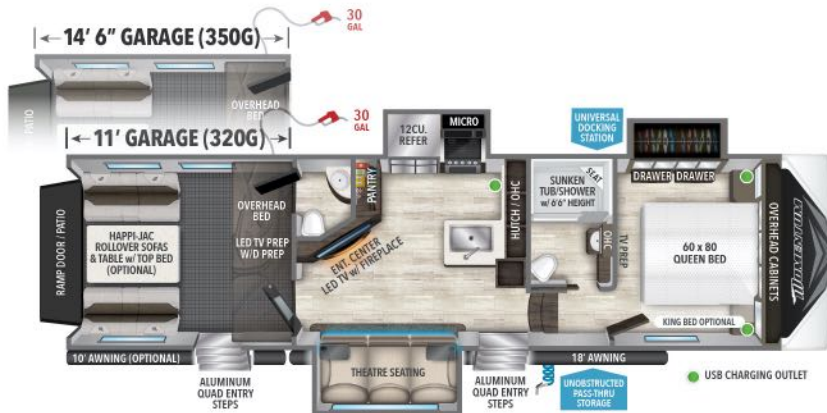 14' 6" GARAGE (350G)
30
GAL
PATIO
OVERHEAD
BED
11' GARAGE (320G)
30
GAL
RAMP DOOR / PATIO
HAPPI-JAC
ROLLOVER SOFAS
& TABLE w/ TOP BED
(OPTIONAL)
OVERHEAD
BED
LED TV PREP
W/D PREP
PANTRY
ENT. CENTER
LED TV w/ FIREPLACE
12CU.
REFER
MICRO
HUTCH / OHC
UNIVERSAL
DOCKING
STATION
SUNKEN
TUB/SHOWER
w/ 6'6" HEIGHT
SEAT
OHC
TV PREP
DRAWER
DRAWER
60 x 80
QUEEN BED
OVERHEAD CABINETS
MOMENTUM
KING BED OPTIONAL
10' AWNING (OPTIONAL)
ALUMINUM
QUAD ENTRY
STEPS
THEATRE SEATING
ALUMINUM
QUAD ENTRY
STEPS
18' AWNING
UNOBSTRUCTED
PASS-THRU
STORAGE
USB CHARGING OUTLET